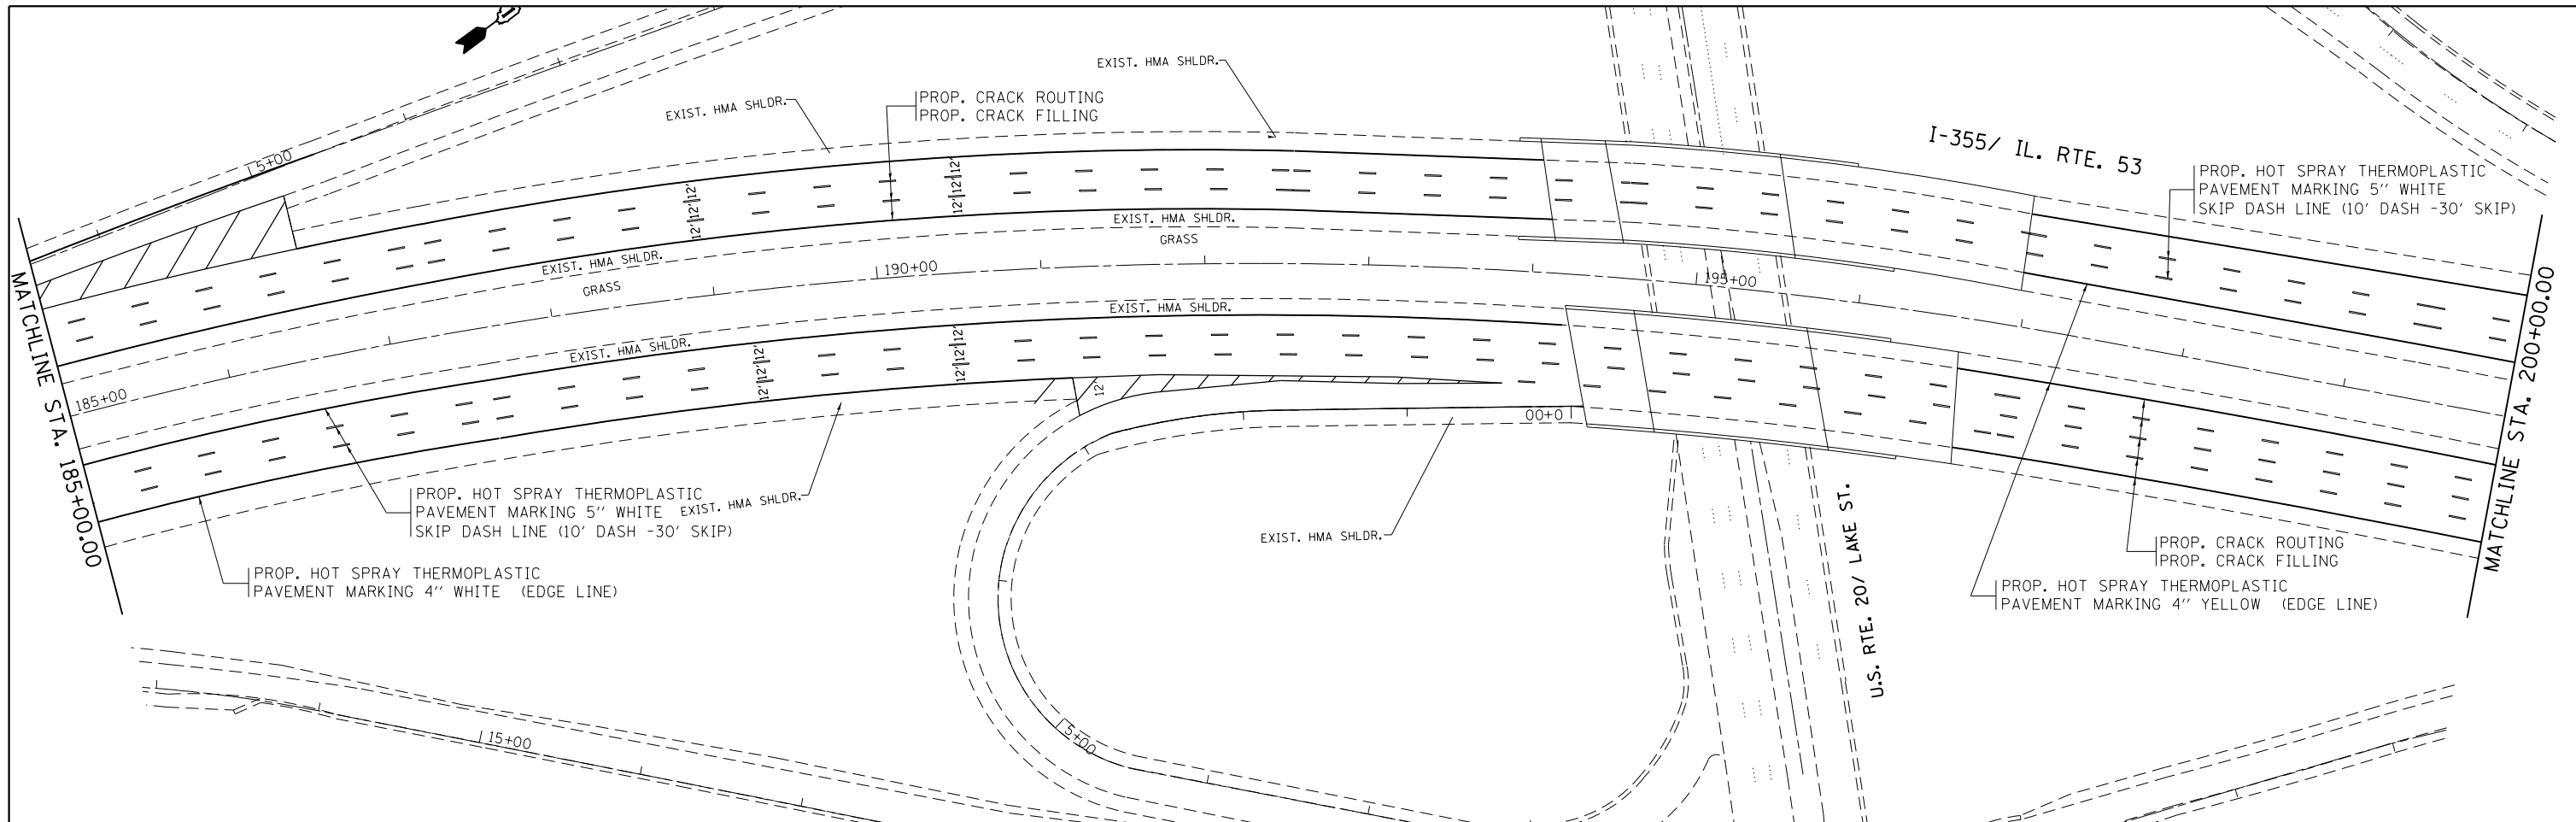 EXIST. HMA SHLDR.
EXIST. HMA SHLDR.
PROP. CRACK ROUTING
PROP. CRACK FILLING
I-355/ IL. RTE. 53
PROP. HOT SPRAY THERMOPLASTIC
PAVEMENT MARKING 5'' WHITE
SKIP DASH LINE (10' DASH -30' SKIP)
5+00
12' 12' 12'
12' 12' 12'
EXIST. HMA SHLDR.
GRASS
EXIST. HMA SHLDR.
GRASS
190+00
195+00
MATCHLINE STA. 185+00.00
MATCHLINE STA. 200+00.00
185+00
EXIST. HMA SHLDR.
EXIST. HMA SHLDR.
12' 12' 12'
12' 12' 12'
12'
00+0
PROP. HOT SPRAY THERMOPLASTIC
PAVEMENT MARKING 5'' WHITE
SKIP DASH LINE (10' DASH -30' SKIP)
EXIST. HMA SHLDR.
EXIST. HMA SHLDR.
PROP. HOT SPRAY THERMOPLASTIC
PAVEMENT MARKING 4'' WHITE (EDGE LINE)
U.S. RTE. 20/ LAKE ST.
PROP. CRACK ROUTING
PROP. CRACK FILLING
PROP. HOT SPRAY THERMOPLASTIC
PAVEMENT MARKING 4'' YELLOW (EDGE LINE)
15+00
5+00